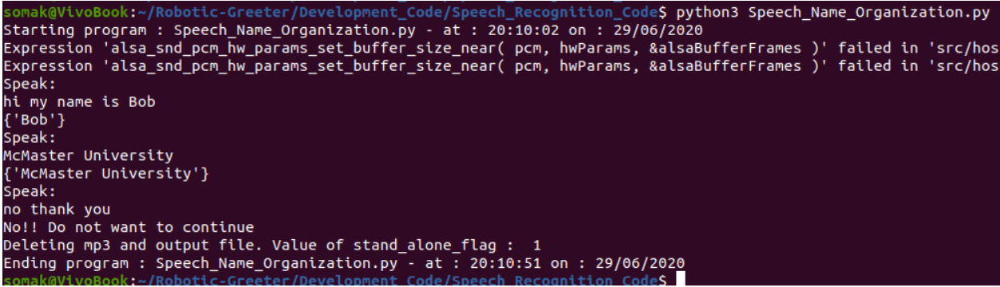 somak@VivoBook:~/Robotic-Greeter/Development_Code/Speech_Recognition_Code$ python3 Speech_Name_Organization.py
Starting program : Speech_Name_Organization.py - at : 20:10:02 on : 29/06/2020
Expression 'alsa_snd_pcm_hw_params_set_buffer_size_near( pcm, hwParams, &alsaBufferFrames )' failed in 'src/hos
Expression 'alsa_snd_pcm_hw_params_set_buffer_size_near( pcm, hwParams, &alsaBufferFrames )' failed in 'src/hos
Speak:
hi my name is Bob
{'Bob'}
Speak:
McMaster University
{'McMaster University'}
Speak:
no thank you
No!! Do not want to continue
Deleting mp3 and output file. Value of stand_alone_flag :  1
Ending program : Speech_Name_Organization.py - at : 20:10:51 on : 29/06/2020
somak@VivoBook:~/Robotic-Greeter/Development_Code/Speech_Recognition_Code$